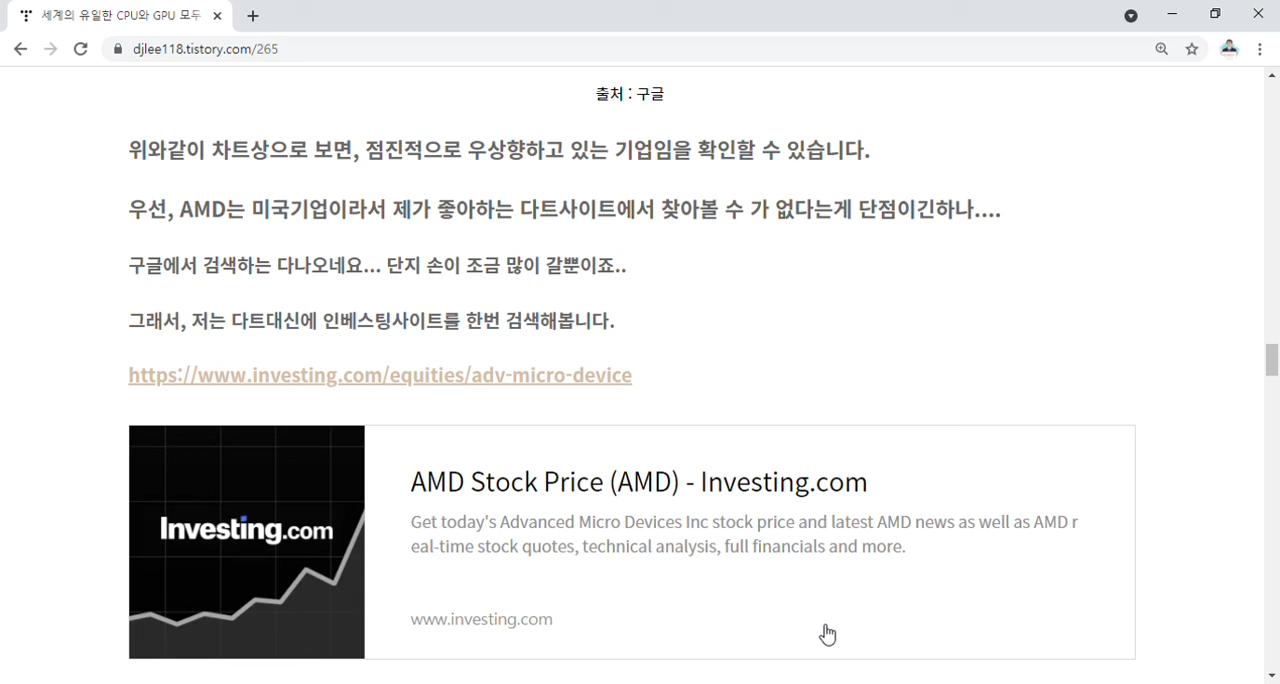 세계의 유일한 CPU와 GPU 모두
djlee118.tistory.com/265
출처 : 구글
위와같이 차트상으로 보면, 점진적으로 우상향하고 있는 기업임을 확인할 수 있습니다.
우선, AMD는 미국기업이라서 제가 좋아하는 다트사이트에서 찾아볼 수 가 없다는게 단점이긴하나....
구글에서 검색하는 다나오네요... 단지 손이 조금 많이 갈뿐이죠..
그래서, 저는 다트대신에 인베스팅사이트를 한번 검색해봅니다.
https://www.investing.com/equities/adv-micro-device
Investing.com
AMD Stock Price (AMD) - Investing.com
Get today's Advanced Micro Devices Inc stock price and latest AMD news as well as AMD r
eal-time stock quotes, technical analysis, full financials and more.
www.investing.com